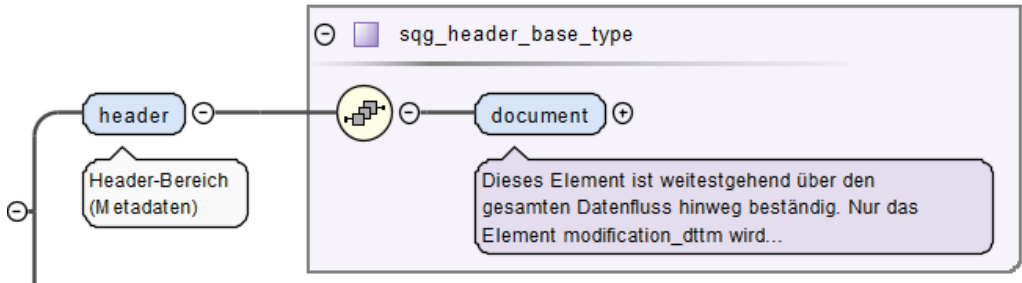 sqg_header_base_type
header
document
Header-Bereich
(Metadaten)
Dieses Element ist weitestgehend über den
gesamten Datenfluss hinweg beständig. Nur das
Element modification_dttm wird...